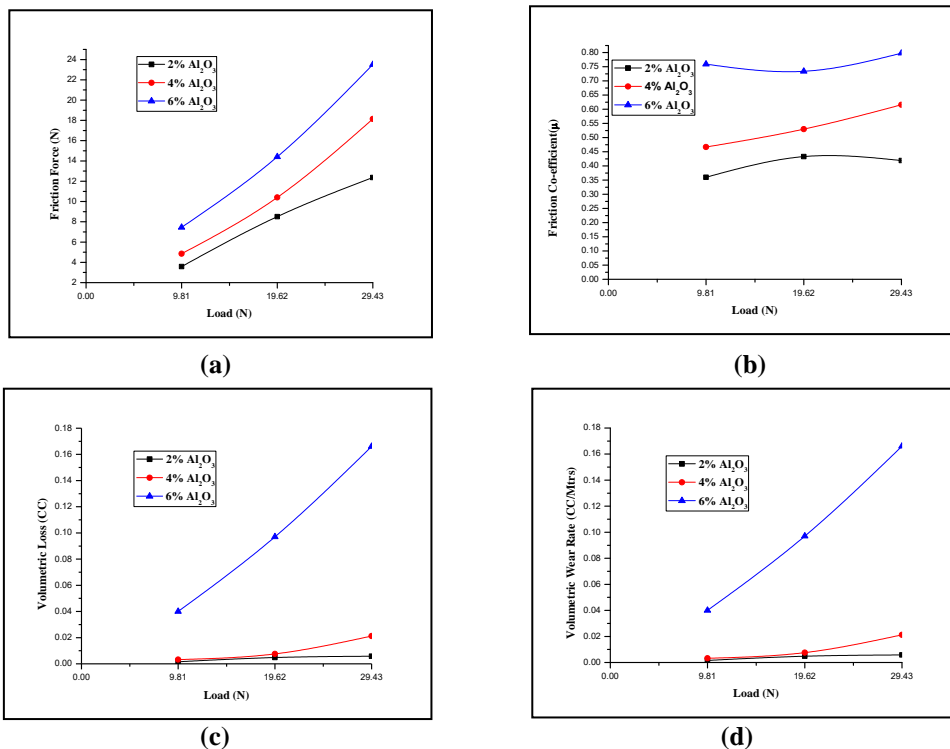 (a)
24
22
20
18
16
14
12
10
8
6
4
2
Friction Force (N)
2% Al₂O₃
4% Al₂O₃
6% Al₂O₃
0.00 9.81 19.62 29.43
Load (N)
(b)
0.80
0.75
0.70
0.65
0.60
0.55
0.50
0.45
0.40
0.35
0.30
0.25
0.20
0.15
0.10
0.05
0.00
Friction Co-efficient(μ)
2% Al₂O₃
4% Al₂O₃
6% Al₂O₃
0.00 9.81 19.62 29.43
Load (N)
(a)
(b)
0.18
0.16
0.14
0.12
0.10
0.08
0.06
0.04
0.02
0.00
Volumetric Loss (CC)
2% Al₂O₃
4% Al₂O₃
6% Al₂O₃
0.00 9.81 19.62 29.43
Load (N)
0.18
0.16
0.14
0.12
0.10
0.08
0.06
0.04
0.02
0.00
Volumetric Wear Rate (CC/Mtrs)
2% Al₂O₃
4% Al₂O₃
6% Al₂O₃
0.00 9.81 19.62 29.43
Load (N)
(c)
(d)